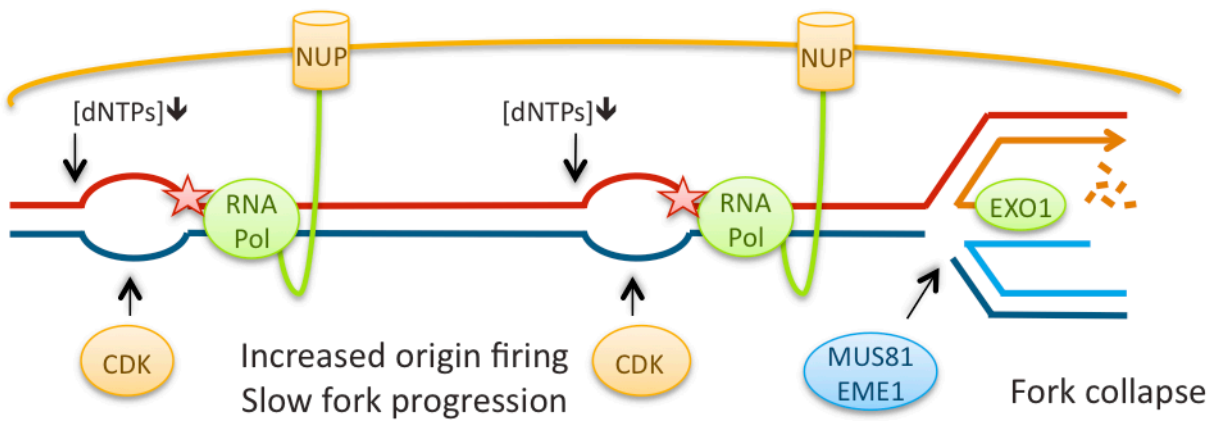 NUP
NUP
[dNTPs]🡻
[dNTPs]🡻
RNA
Pol
RNA
Pol
EXO1
CDK
Increased origin firing
Slow fork progression
CDK
MUS81
EME1
Fork collapse